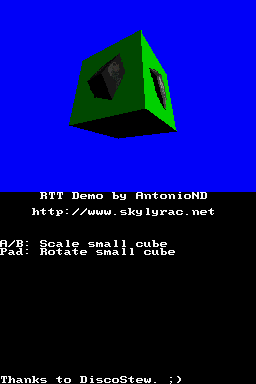 RTT Demo by AntonioND
http://www.skylyrac.net
A/B: Scale small cube
Pad: Rotate small cube
Thanks to DiscoStew. ;)